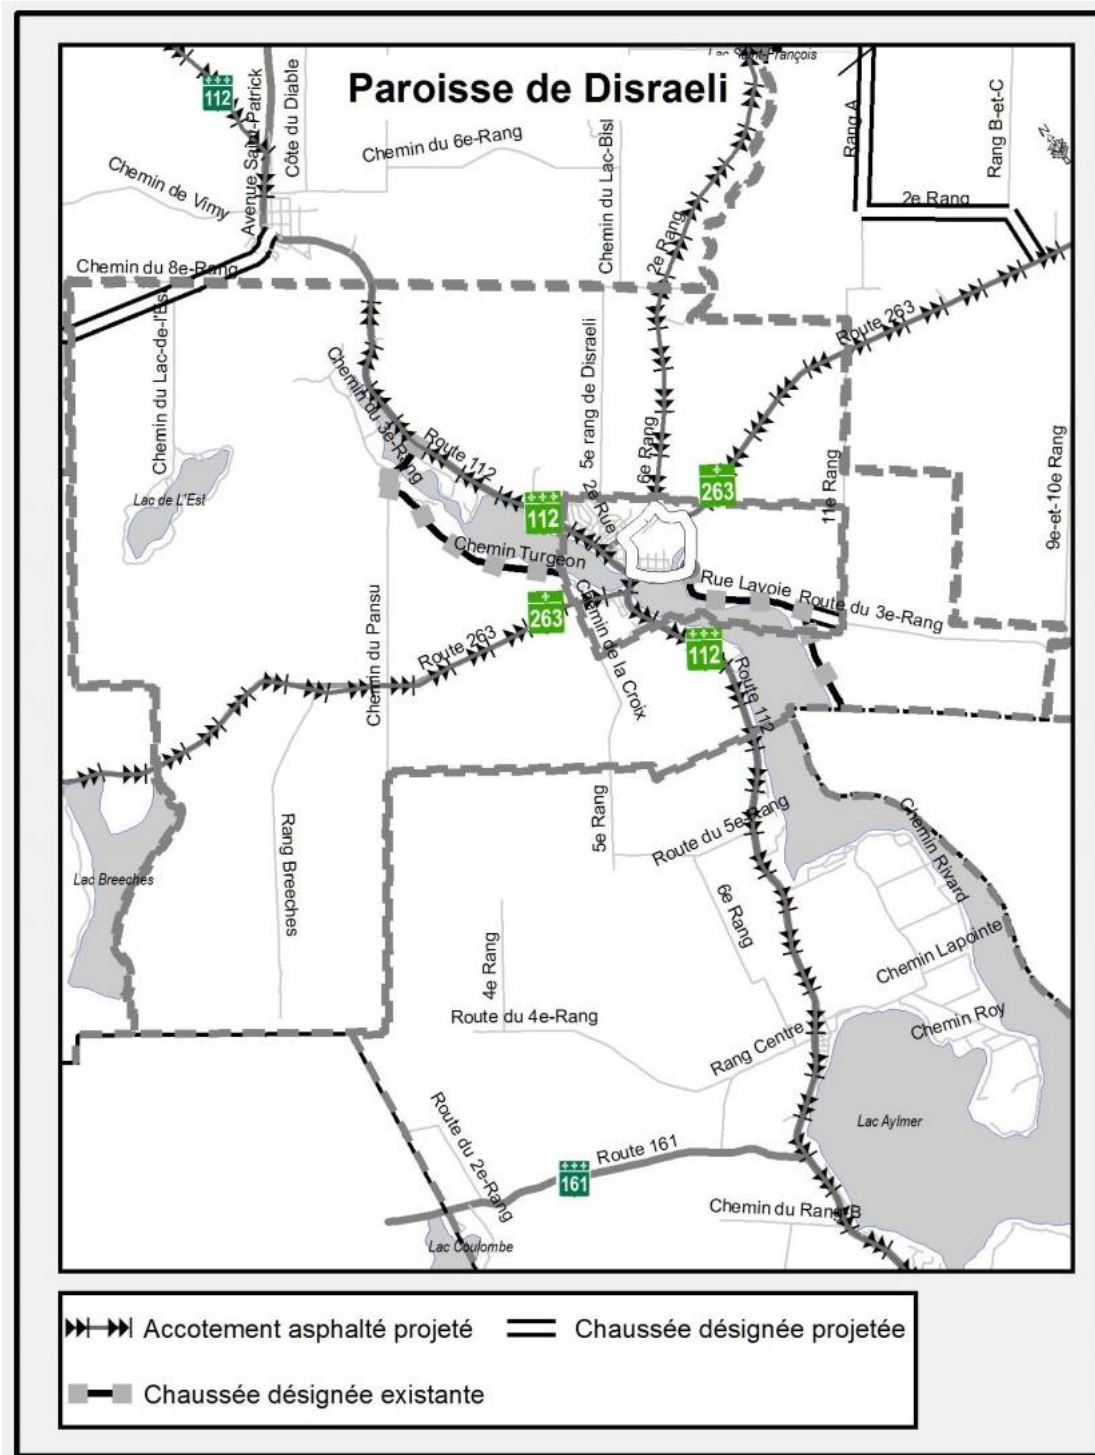 Lac Saint-François
112
Paroisse de Disraeli
Avenue Saint-Patrick
Côte du Diable
Chemin du 6e-Rang
Chemin du Lac-Bisl
Rang A
Rang B-et-C
Chemin de Vimy
2e Rang
2e Rang
Chemin du 8e-Rang
Chemin du Lac-de-l'Est
Route 263
5e rang de Disraeli
Chemin du 3e-Rang
Route 112
6e Rang
263
11e Rang
9e-et-10e Rang
Lac de L'Est
112
2e Rue
Chemin Turgeon
Rue Lavoie
Route du 3e-Rang
263
Chemin de la Croix
Route 263
Chemin du Pansu
112
Route 112
Rang Breeches
5e Rang
Route du 5e-Rang
Chemin Rivard
Lac Breeches
6e Rang
4e Rang
Chemin Lapointe
Route du 4e-Rang
Chemin Roy
Rang Centre
Lac Aylmer
Route du 2e-Rang
Route 161
161
Chemin du Rang B
Lac Coulombe
Accotement asphalté projeté
Chaussée désignée projetée
Chaussée désignée existante